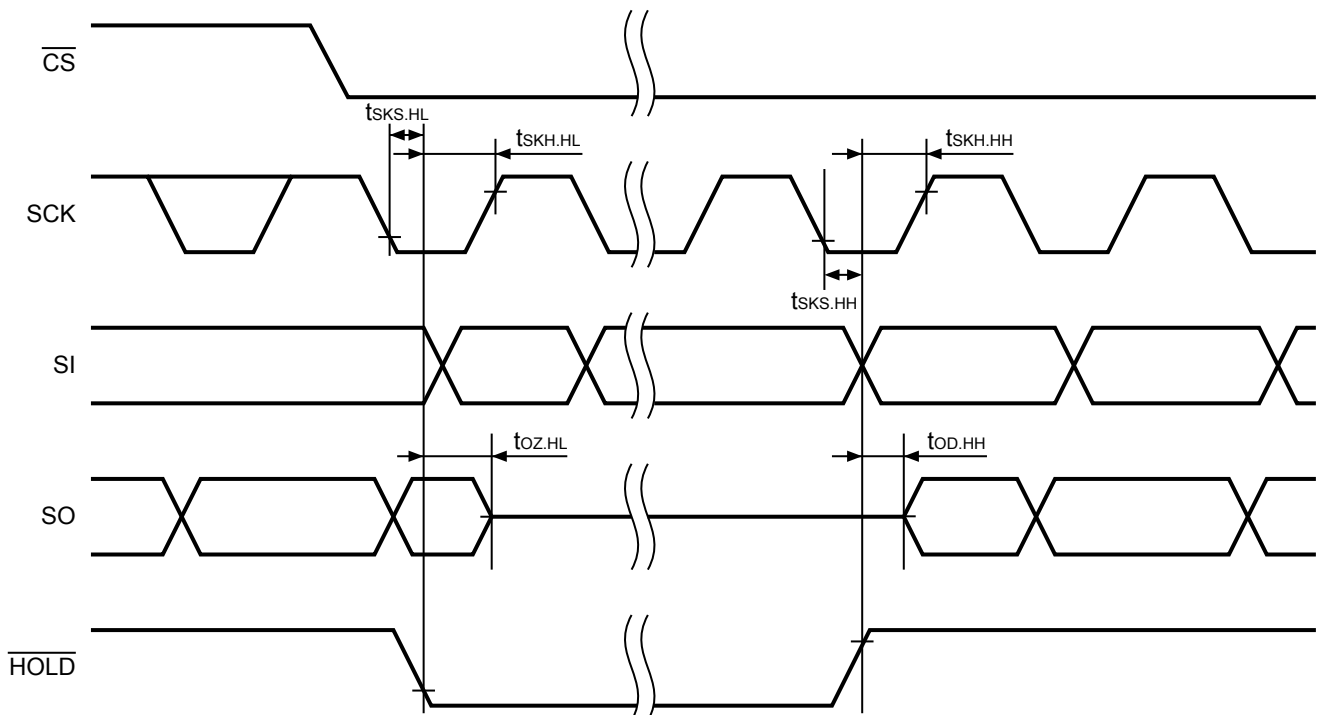 CS
tSKS.HL
tSKH.HL
tSKH.HH
SCK
tSKS.HH
SI
tOZ.HL
tOD.HH
SO
HOLD